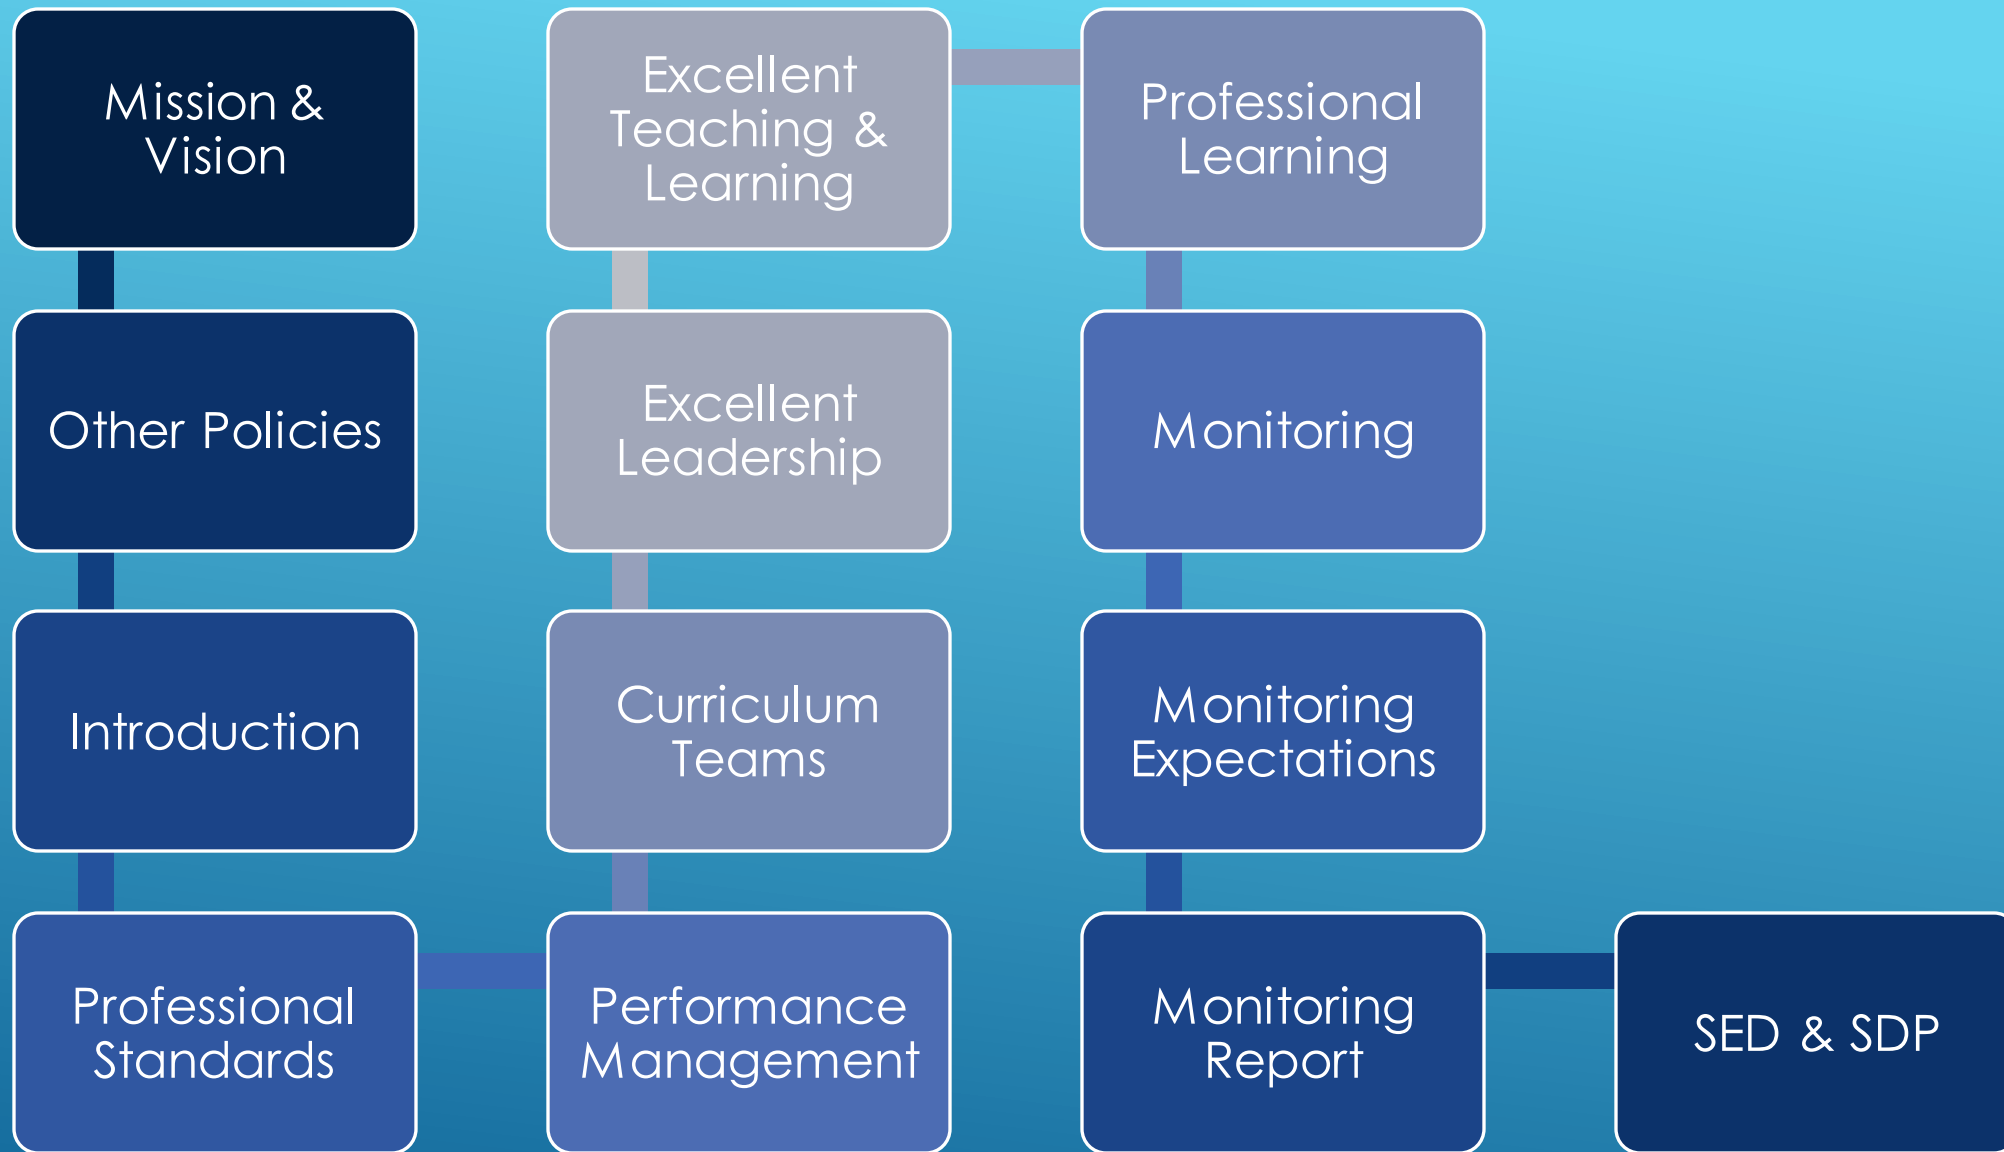 Mission &
Vision
Other Policies
Introduction
Professional
Standards
Performance
Management
Curriculum
Teams
Excellent
Leadership
Excellent
Teaching &
Learning
Professional
Learning
Monitoring
Monitoring
Expectations
Monitoring
Report
SED & SDP